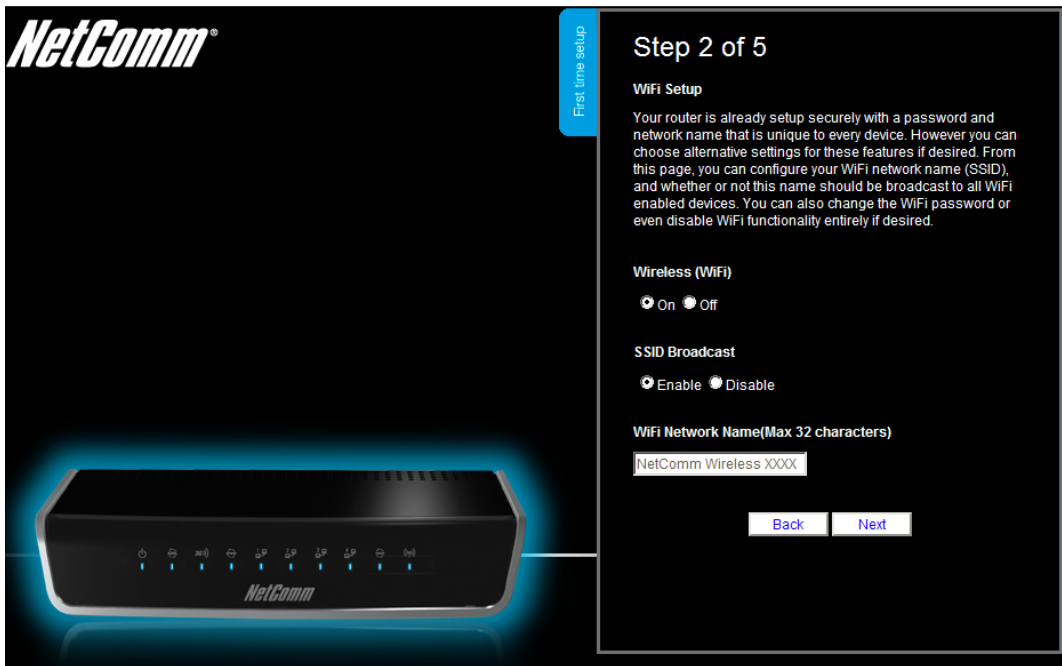 NetComm®
First time setup
Step 2 of 5
WiFi Setup
Your router is already setup securely with a password and
network name that is unique to every device. However you can
choose alternative settings for these features if desired. From
this page, you can configure your WiFi network name (SSID),
and whether or not this name should be broadcast to all WiFi
enabled devices. You can also change the WiFi password or
even disable WiFi functionality entirely if desired.
Wireless (WiFi)
On Off
SSID Broadcast
Enable Disable
WiFi Network Name(Max 32 characters)
NetComm Wireless XXXX
Back Next
NetComm